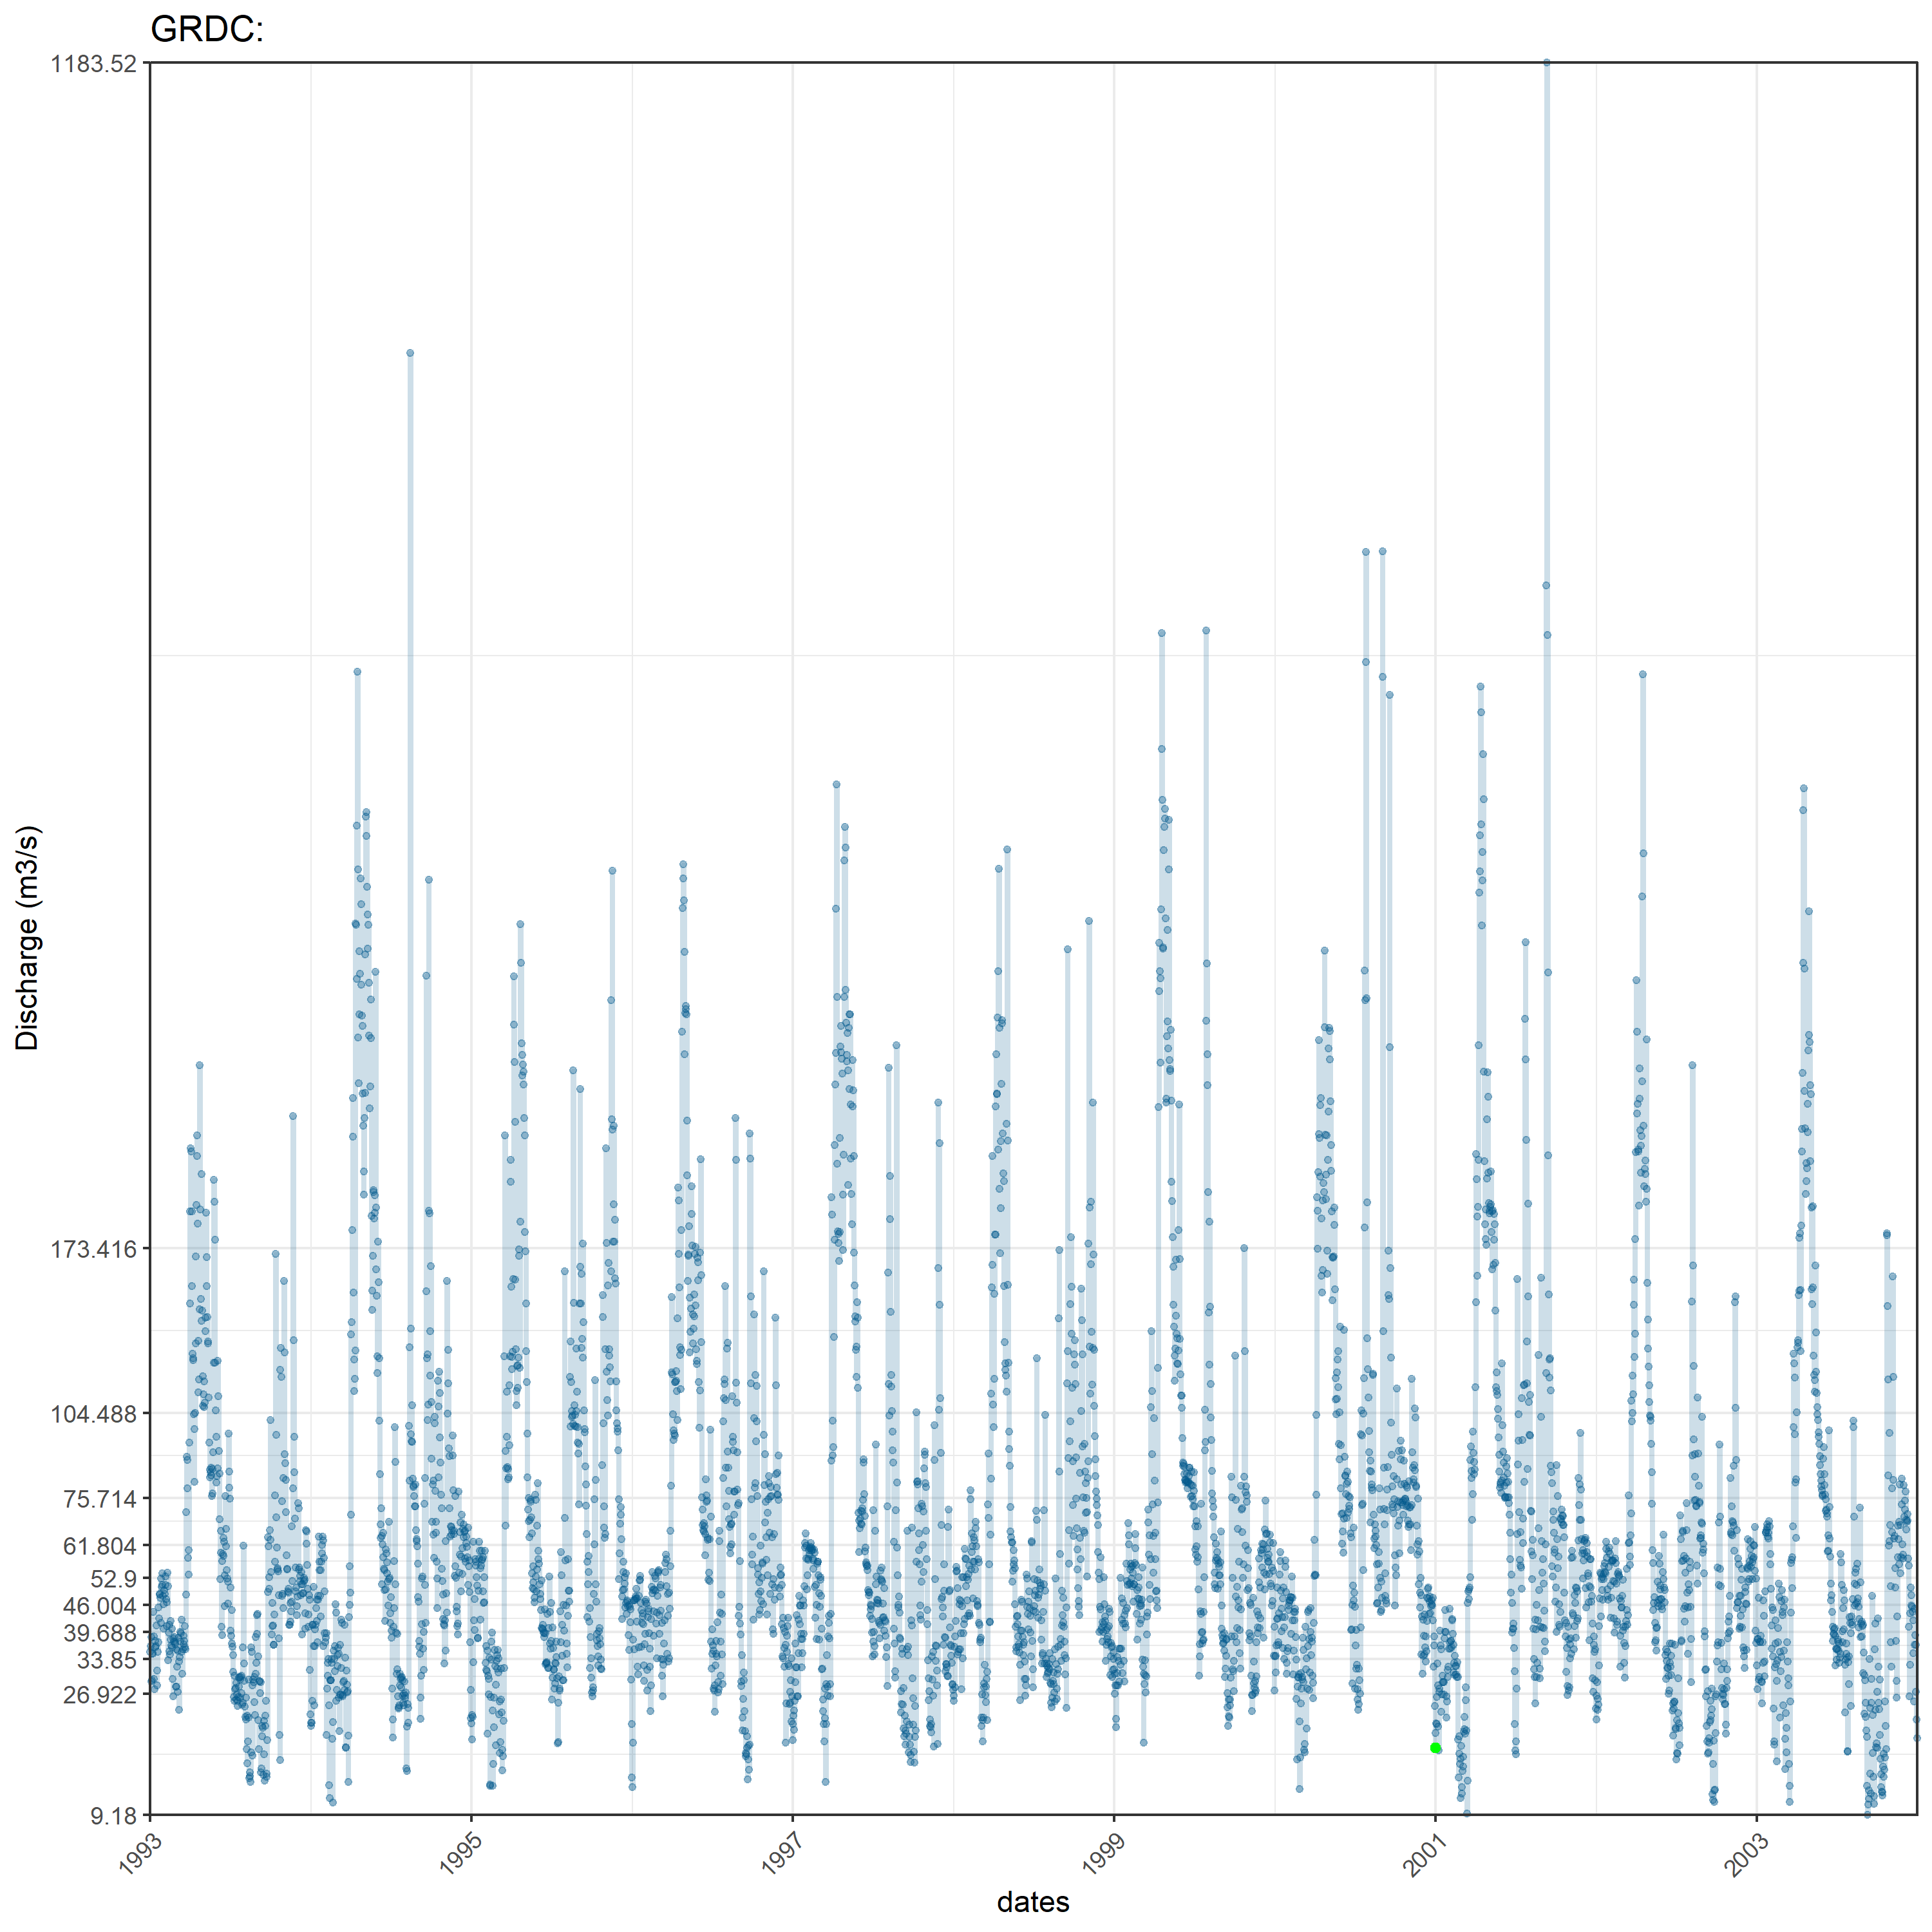 GRDC:
1183.52
173.416
104.488
75.714
61.804
52.9
46.004
39.688
33.85
26.922
9.18
Discharge (m3/s)
1993 1995 1997 1999 2001 2003
dates